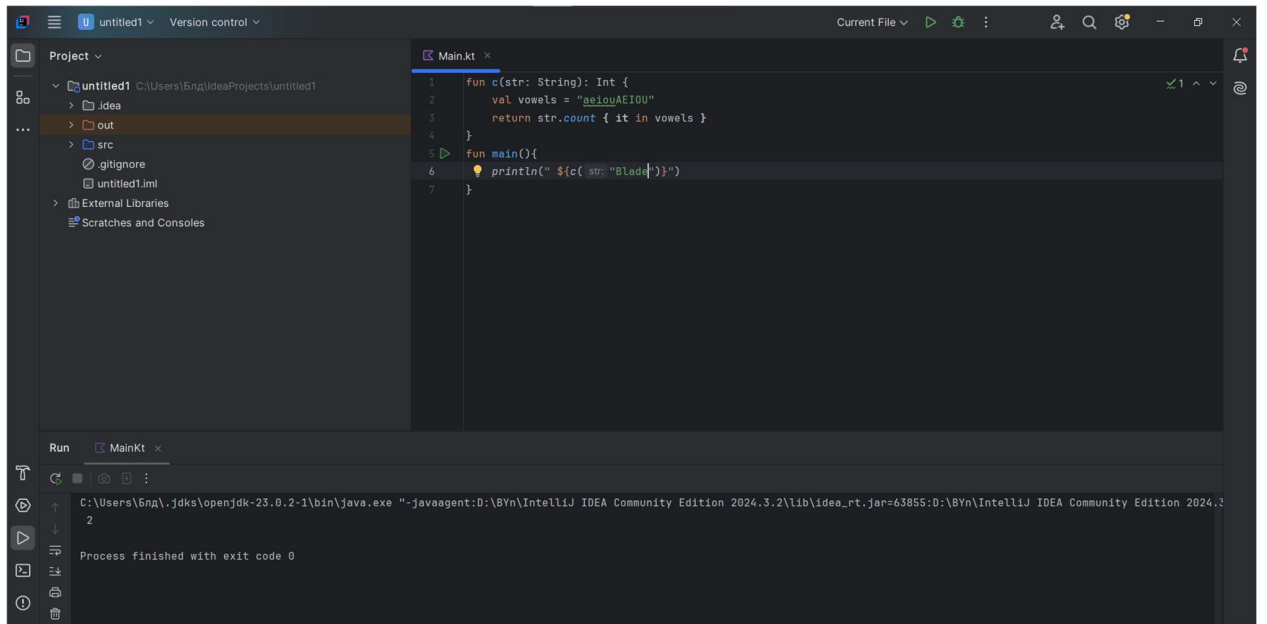 U untitled1 Version control Current File
Project
Main.kt
untitled1 C:\Users\Блд\IdeaProjects\untitled1
.idea
out
src
.gitignore
untitled1.iml
External Libraries
Scratches and Consoles
1 fun c(str: String): Int {
2 val vowels = "aeiouAEIOU"
3 return str.count { it in vowels }
4 }
5 fun main(){
6 println(" ${c( str: "Blade")}")
7 }
1
Run MainKt
C:\Users\Блд\.jdks\openjdk-23.0.2-1\bin\java.exe "-javaagent:D:\BYn\IntelliJ IDEA Community Edition 2024.3.2\lib\idea_rt.jar=63855:D:\BYn\IntelliJ IDEA Community Edition 2024.3
2
Process finished with exit code 0